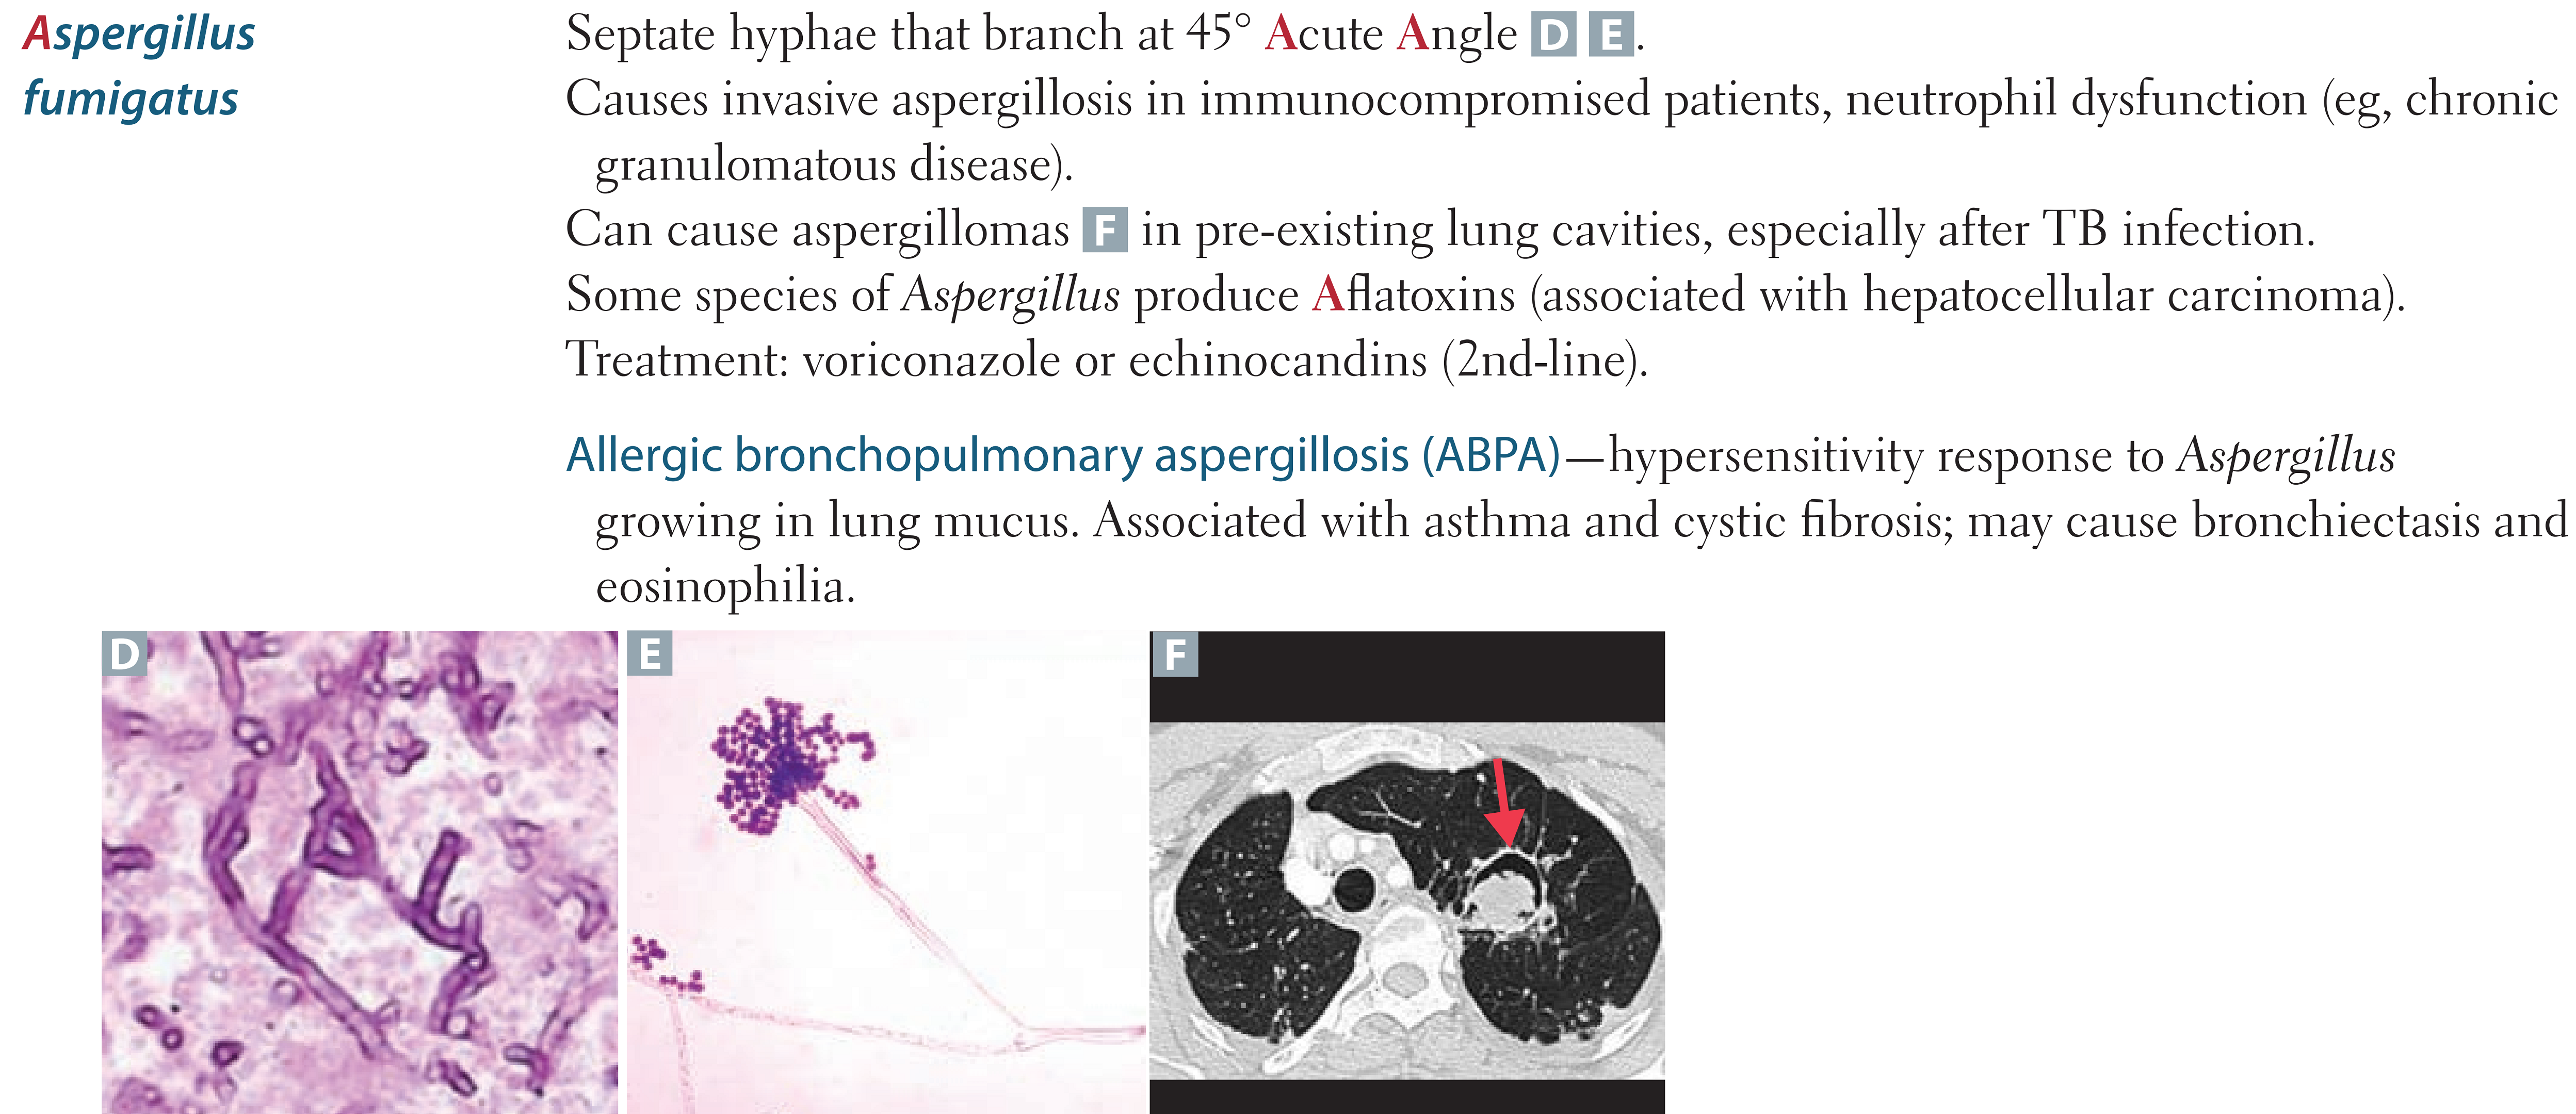 Aspergillus
fumigatus
Septate hyphae that branch at 45° Acute Angle D E.
Causes invasive aspergillosis in immunocompromised patients, neutrophil dysfunction (eg, chronic
granulomatous disease).
Can cause aspergillomas F in pre-existing lung cavities, especially after TB infection.
Some species of Aspergillus produce Aflatoxins (associated with hepatocellular carcinoma).
Treatment: voriconazole or echinocandins (2nd-line).
Allergic bronchopulmonary aspergillosis (ABPA)—hypersensitivity response to Aspergillus
growing in lung mucus. Associated with asthma and cystic fibrosis; may cause bronchiectasis and
eosinophilia.
D
E
F